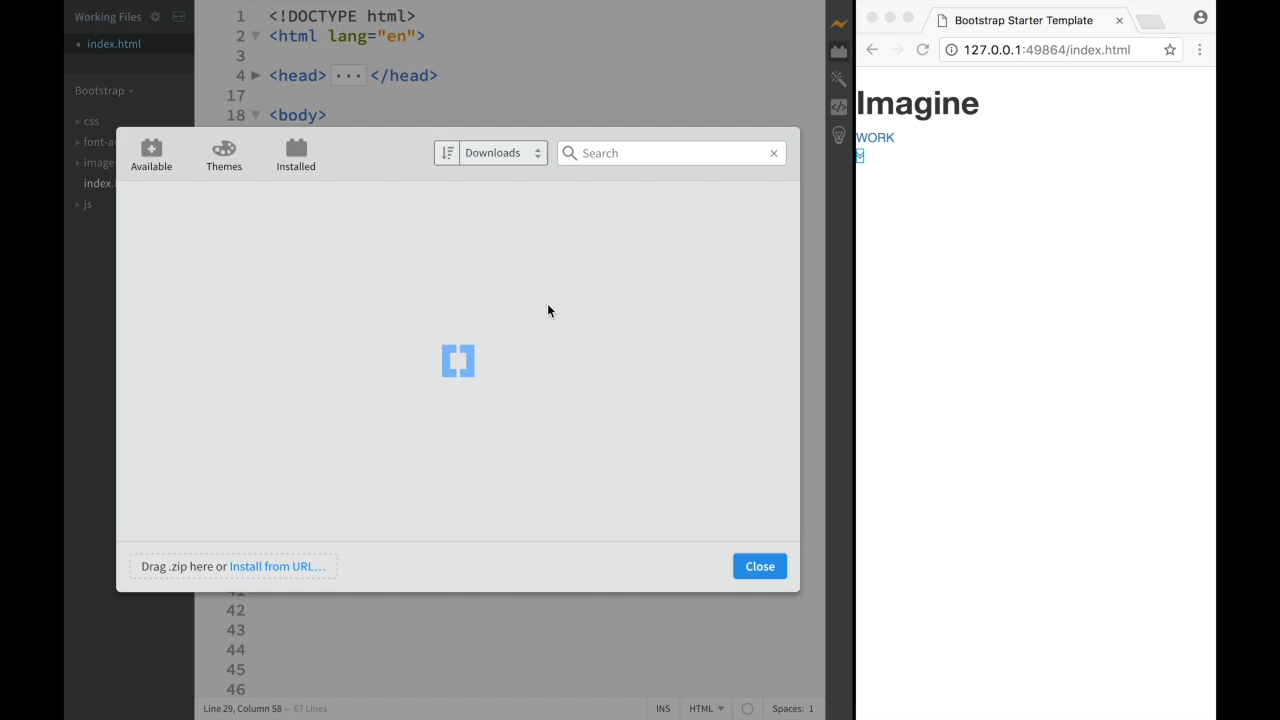 Working Files
index.html
Bootstrap
css
font-a
images
index.
js
1 <!DOCTYPE html>
2 <html lang="en">
3
4 <head> ... </head>
17
18 <body>
Available
Themes
Installed
Downloads
Search
Drag .zip here or Install from URL...
Close
42
43
44
45
46
Line 29, Column 58 — 67 Lines
INS
HTML
Spaces: 1
Bootstrap Starter Template
127.0.0.1:49864/index.html
Imagine
WORK